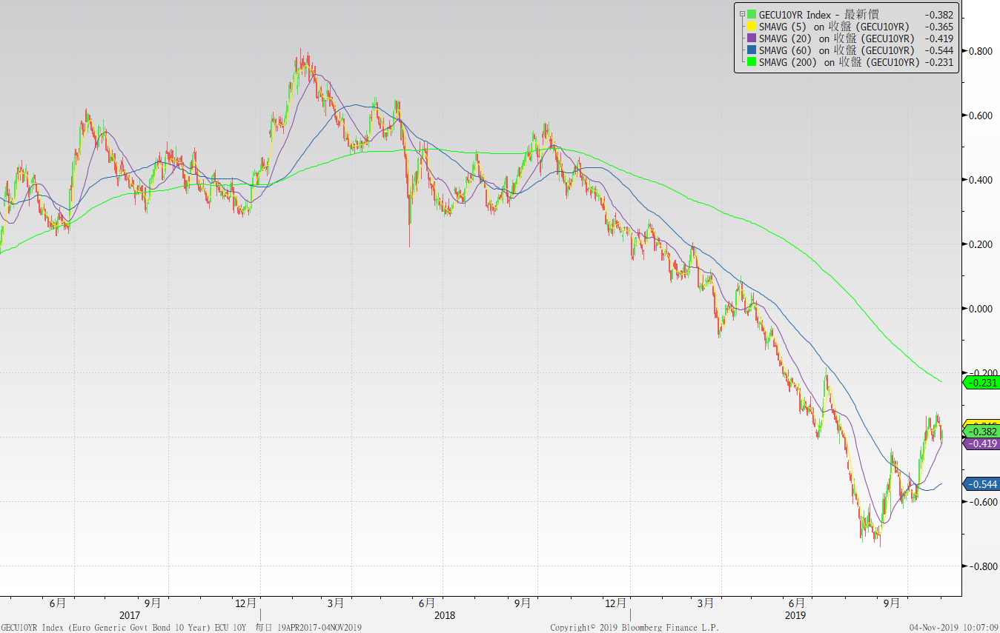 GECU10YR Index - 最新價 -0.382
SMAVG (5) on 收盤 (GECU10YR) -0.365
SMAVG (20) on 收盤 (GECU10YR) -0.419
SMAVG (60) on 收盤 (GECU10YR) -0.544
SMAVG (200) on 收盤 (GECU10YR) -0.231
0.800
0.600
0.400
0.200
0.000
-0.200
-0.231
-0.382
-0.419
-0.544
-0.600
-0.800
6月 9月 12月 3月 6月 9月 12月 3月 6月 9月
2017 2018 2019
GECU10YR Index (Euro Generic Govt Bond 10 Year) ECU 10Y 每日 19APR2017-04NOV2019 Copyright© 2019 Bloomberg Finance L.P. 04-Nov-2019 10:07:09